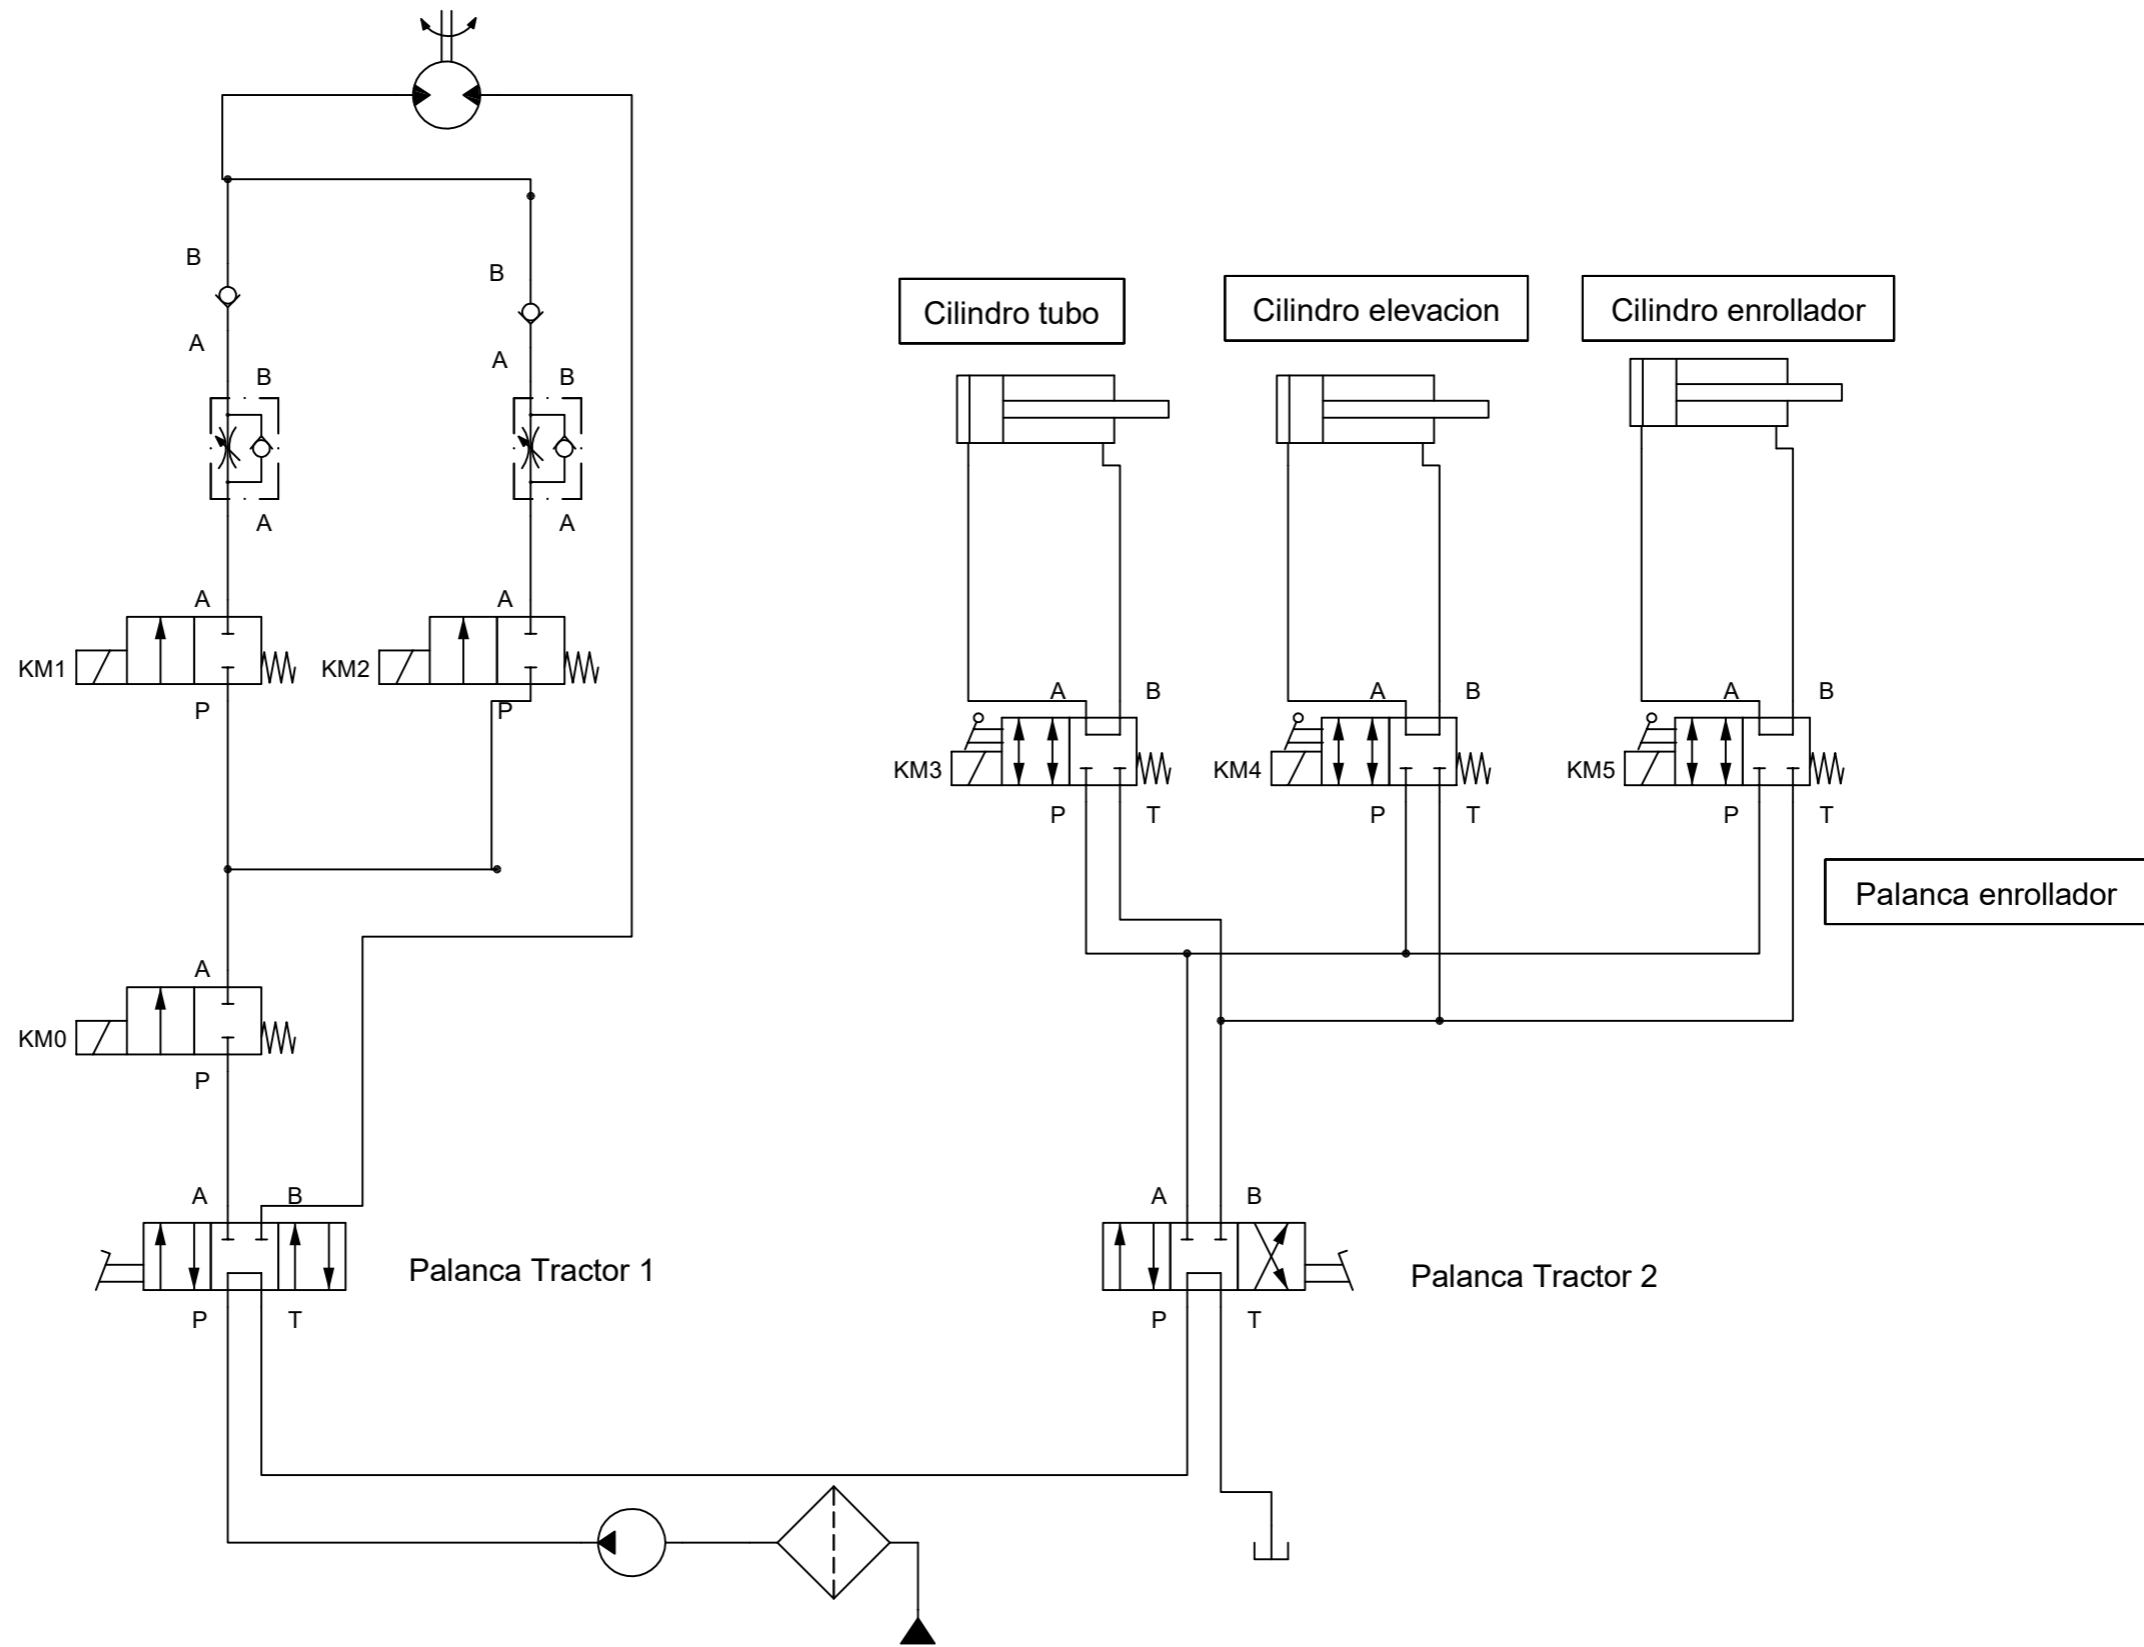 B
B
Cilindro tubo
Cilindro elevacion
Cilindro enrollador
A
A
B
B
A
A
A
A
KM1
KM2
P
P
A
B
A
B
A
B
KM3
KM4
KM5
P
T
P
T
P
T
Palanca enrollador
A
KM0
P
A
B
A
B
Palanca Tractor 1
Palanca Tractor 2
P
T
P
T